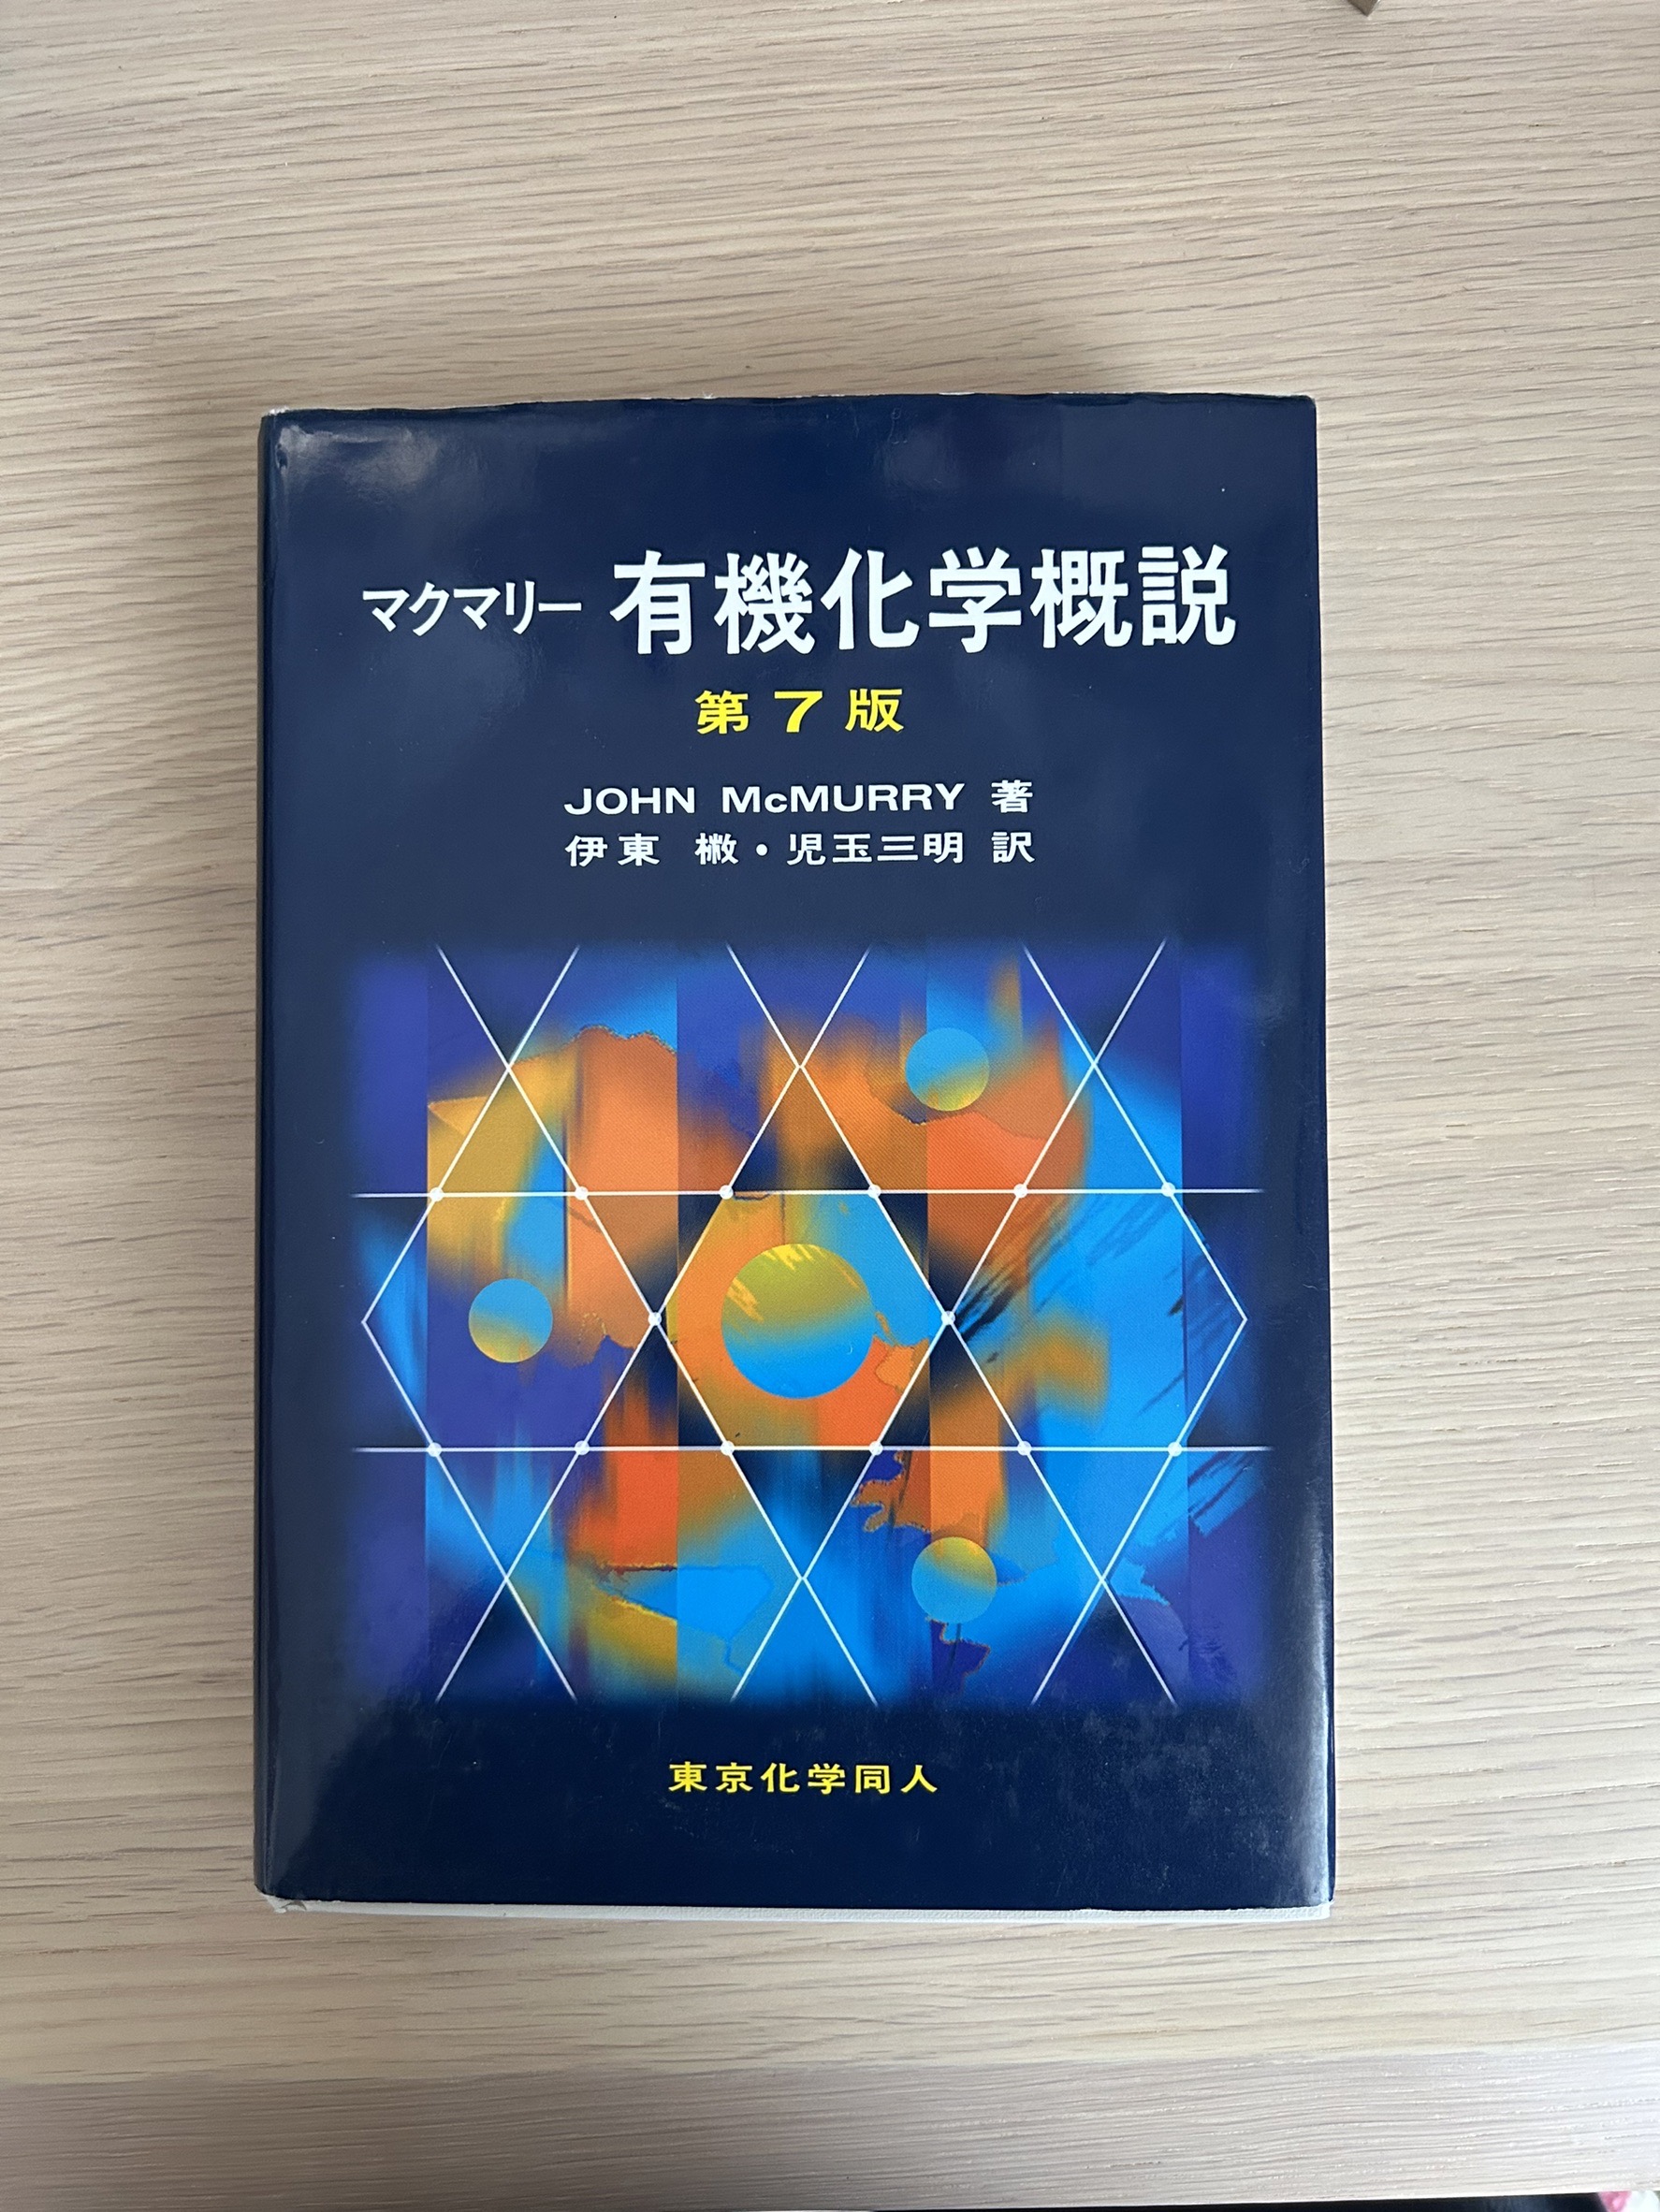 マクマリー 有機化学概説
第7版
JOHN McMURRY 著
伊東 椒・児玉三明 訳
東京化学同人